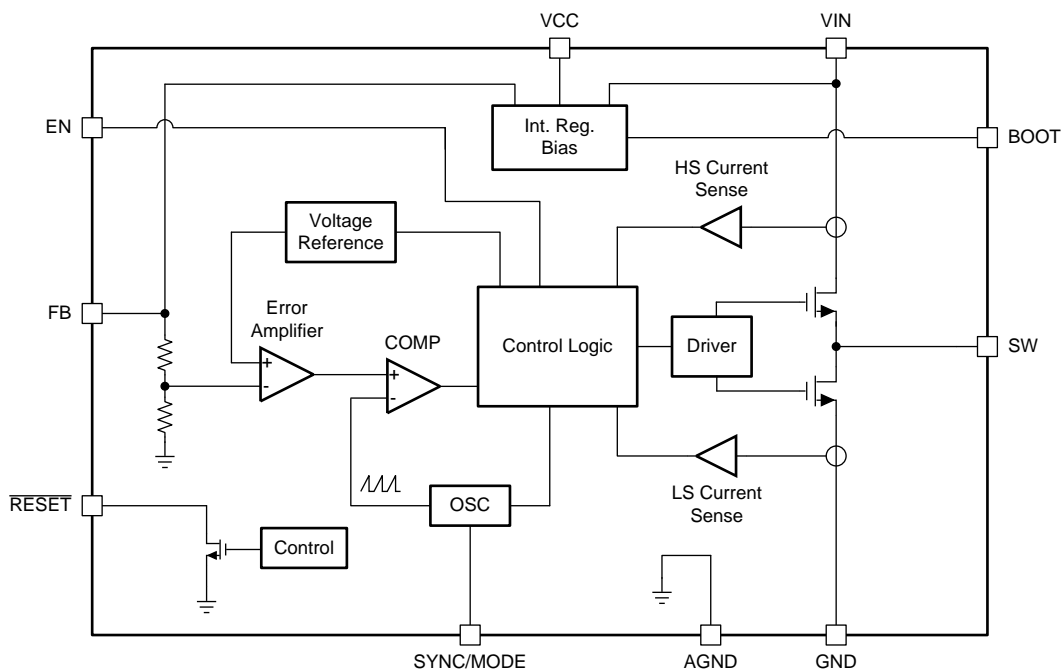 VCC
VIN
EN
Int. Reg.
Bias
BOOT
HS Current
Sense
Voltage
Reference
FB
Error
Amplifier
COMP
Control Logic
Driver
SW
+
-
+
-
RESET
OSC
LS Current
Sense
Control
SYNC/MODE
AGND
GND